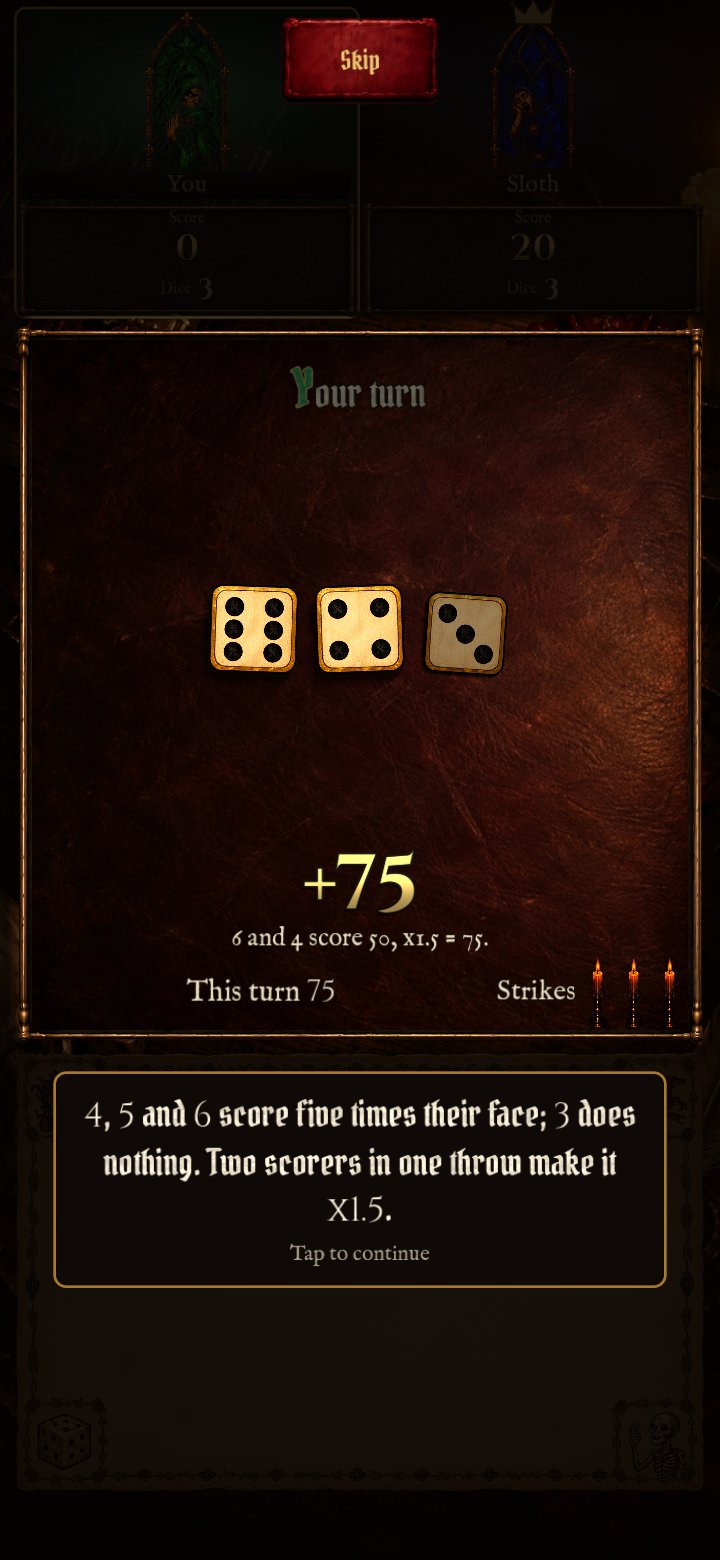 Skip
You
Sloth
Score
Score
0
20
Dice 3
Dice 3
Your turn
+75
6 and 4 score 50, x1.5 = 75.
This turn 75
Strikes
4, 5 and 6 score five times their face; 3 does
nothing. Two scorers in one throw make it
X1.5.
Tap to continue